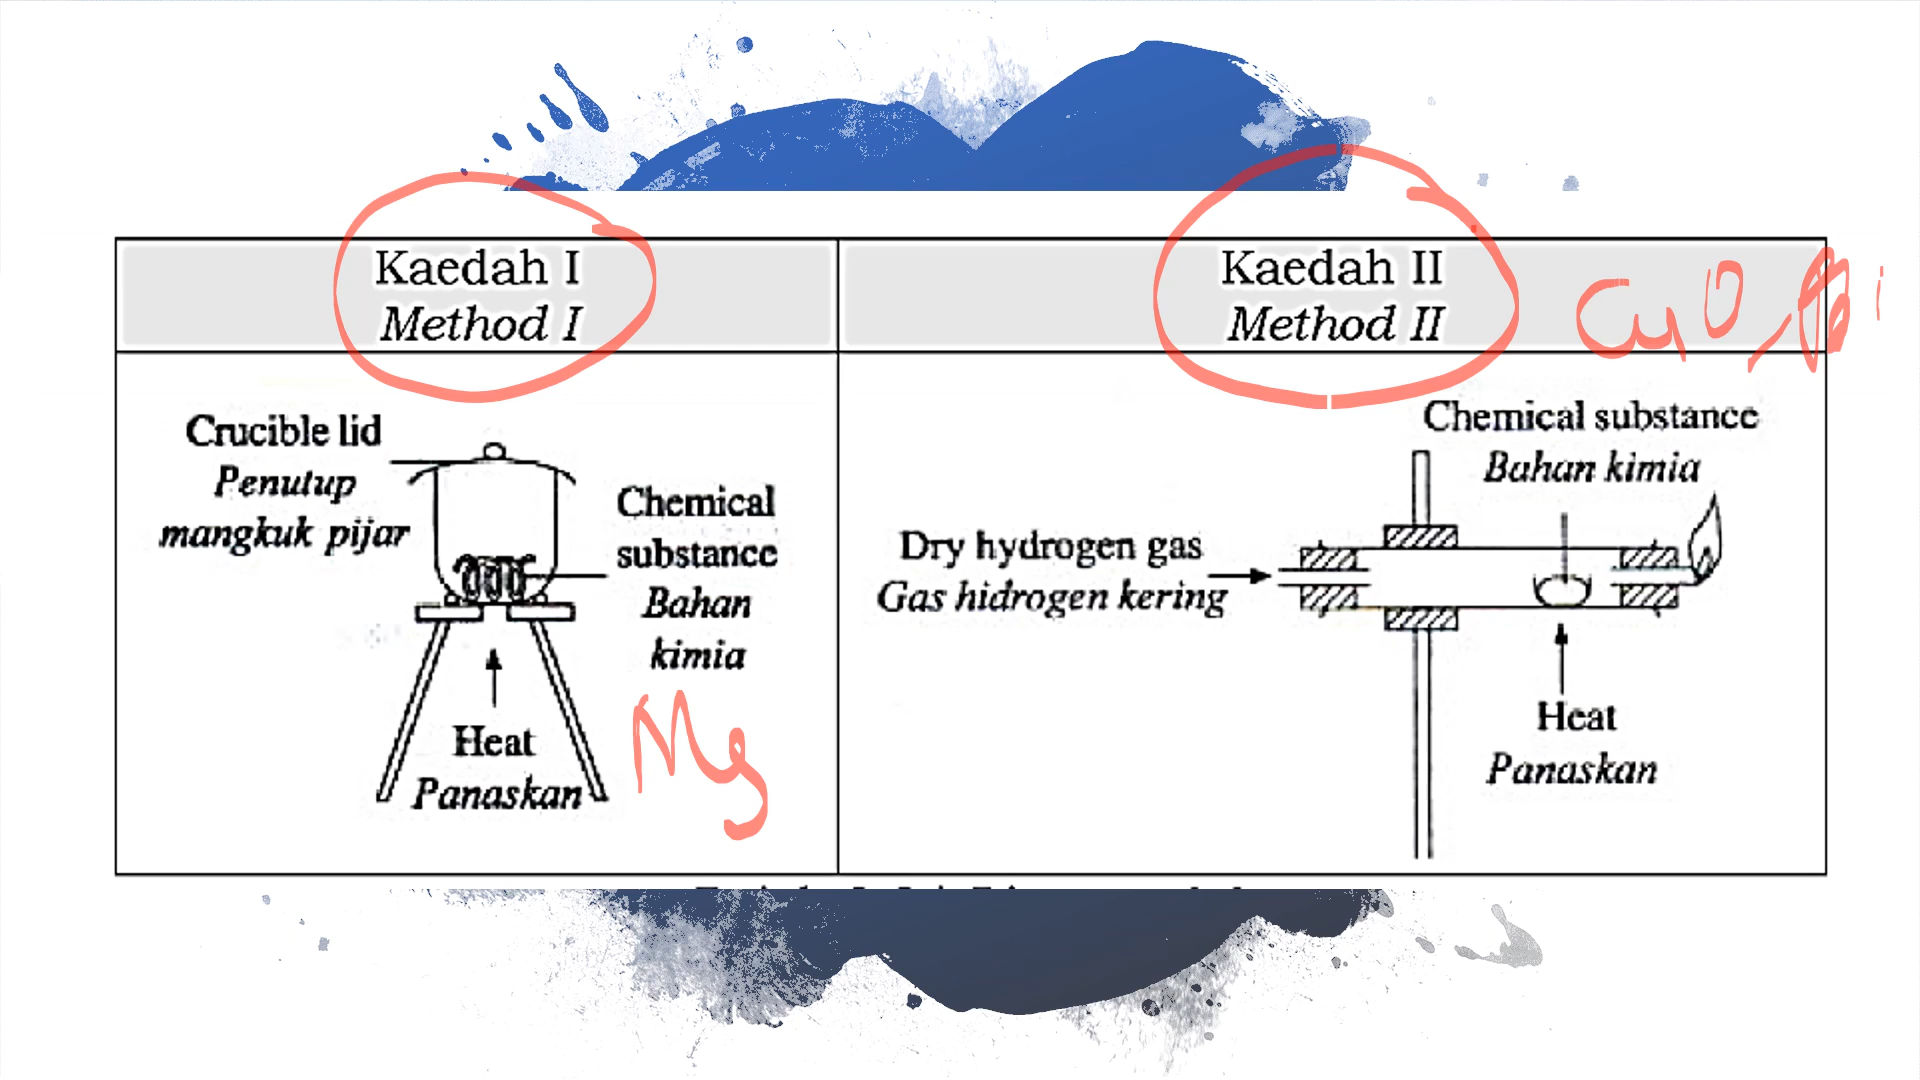 Kaedah I
Method I
Kaedah II
Method II
CuO,
Crucible lid
Penutup
mangkuk pijar
Chemical
substance
Bahan
kimia
Heat
Panaskan
Mg
Chemical substance
Bahan kimia
Dry hydrogen gas
Gas hidrogen kering
Heat
Panaskan